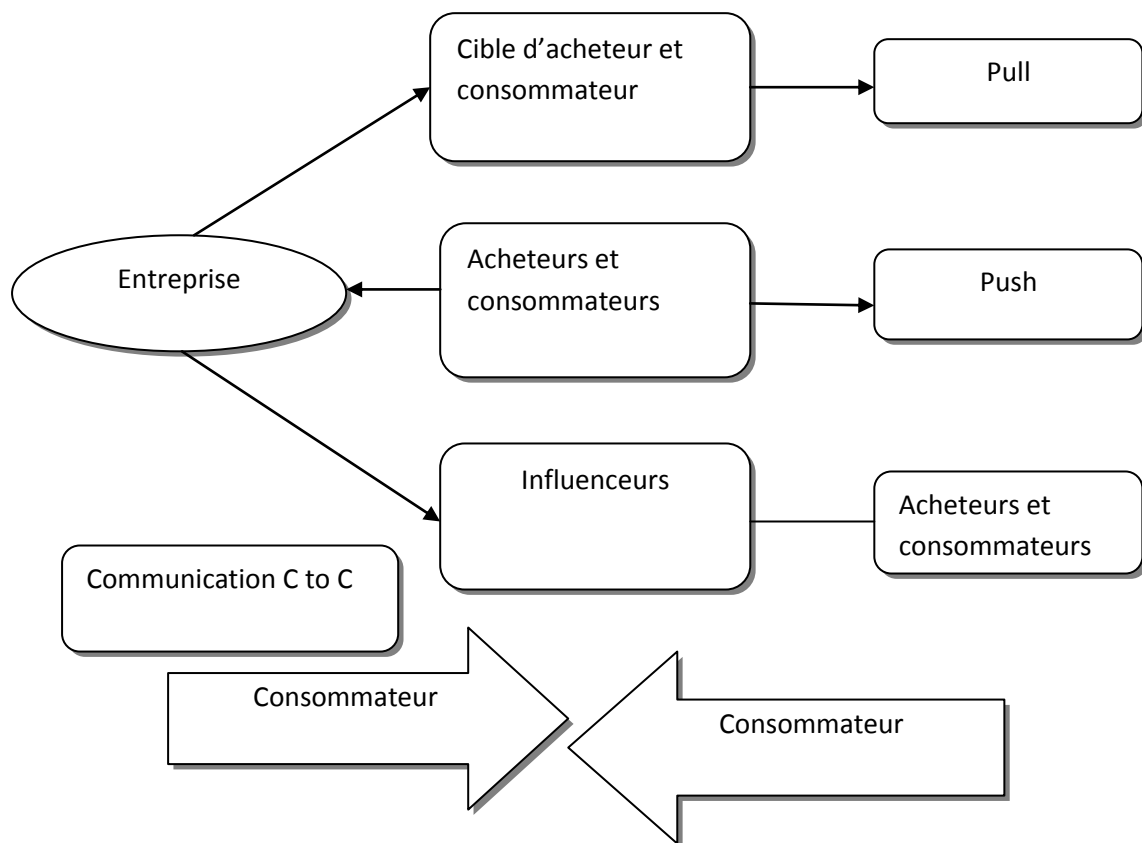 Cible d’acheteur et
consommateur
Pull
Entreprise
Acheteurs et
consommateurs
Push
Influenceurs
Acheteurs et
consommateurs
Communication C to C
Consommateur
Consommateur